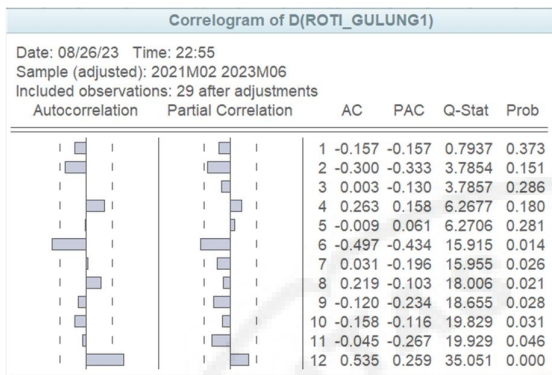 Correlogram of D(ROTI_GULUNG1)
Date: 08/26/23 Time: 22:55
Sample (adjusted): 2021M02 2023M06
Included observations: 29 after adjustments
Autocorrelation Partial Correlation AC PAC Q-Stat Prob
1 -0.157 -0.157 0.7937 0.373
2 -0.300 -0.333 3.7854 0.151
3 0.003 -0.130 3.7857 0.286
4 0.263 0.158 6.2677 0.180
5 -0.009 0.061 6.2706 0.281
6 -0.497 -0.434 15.915 0.014
7 0.031 -0.196 15.955 0.026
8 0.219 -0.103 18.006 0.021
9 -0.120 -0.234 18.655 0.028
10 -0.158 -0.116 19.829 0.031
11 -0.045 -0.267 19.929 0.046
12 0.535 0.259 35.051 0.000